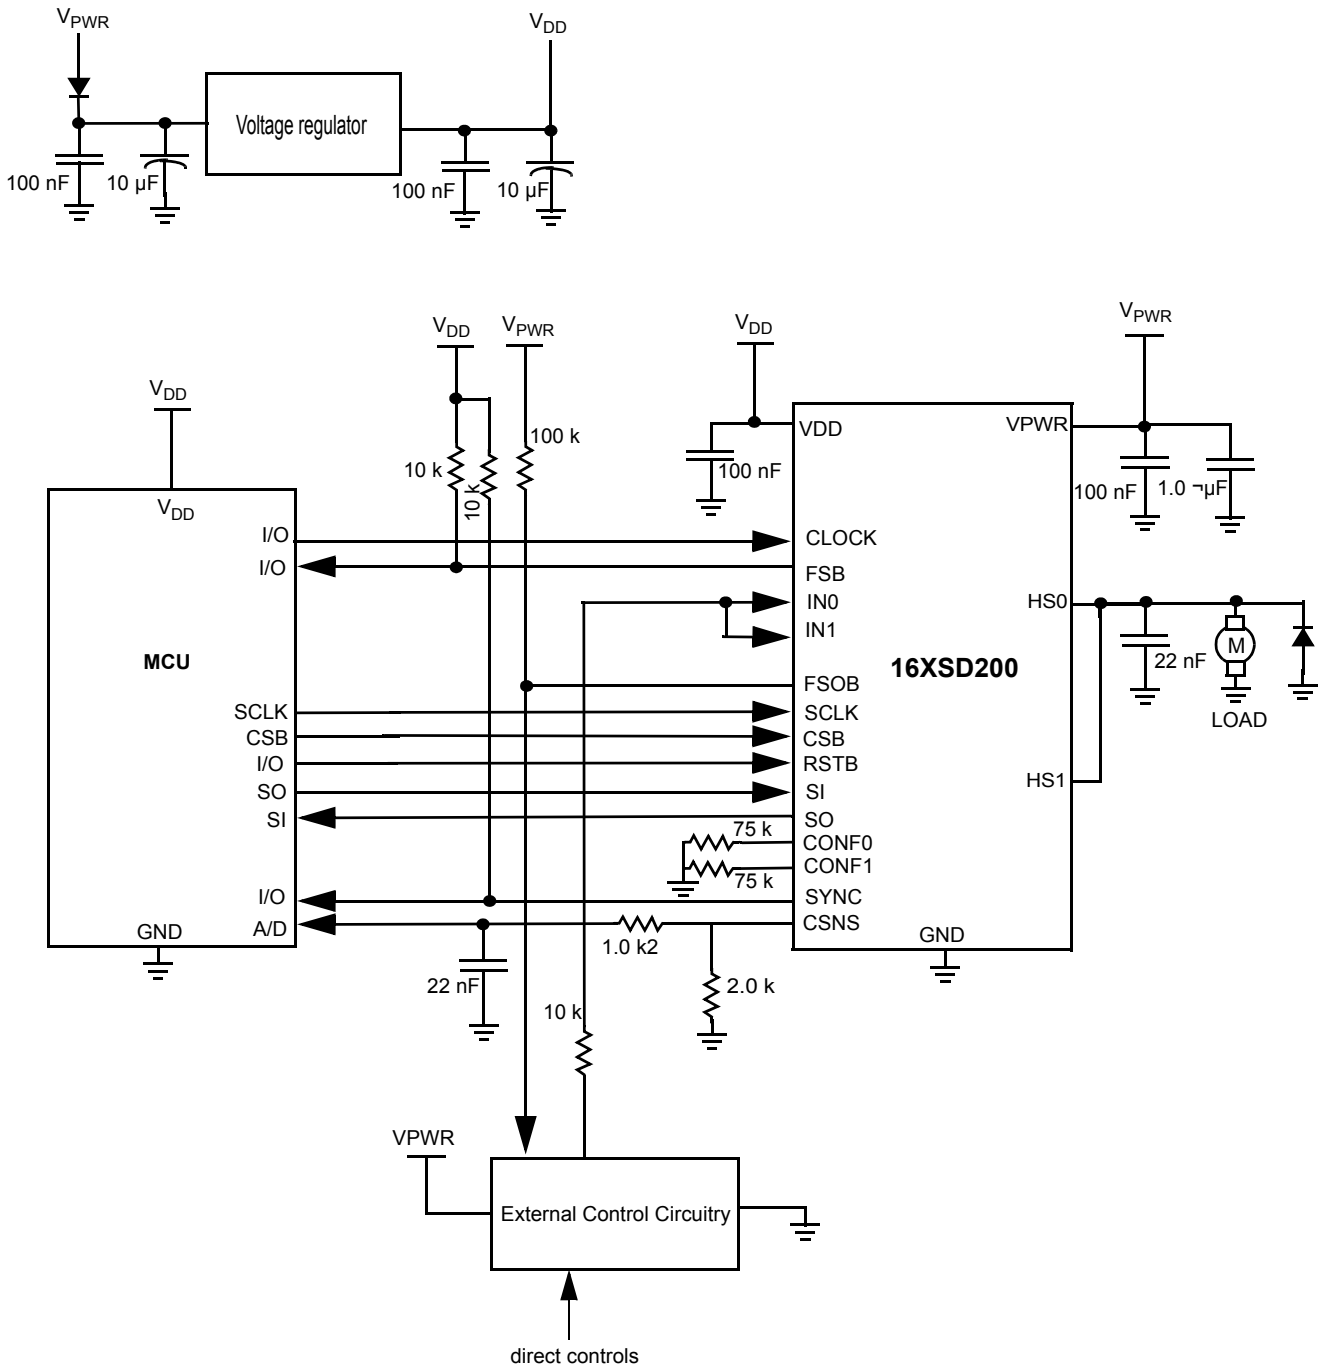 VPWR
VDD
Voltage regulator
100 nF
10 µF
100 nF
10 µF
VDD
VPWR
VDD
VPWR
VDD
100 k
10 k
10 k
VDD
100 nF
VPWR
100 nF
1.0 ¬µF
VDD
I/O
I/O
CLOCK
FSB
IN0
IN1
HS0
MCU
16XSD200
M
22 nF
LOAD
FSOB
SCLK
SCLK
CSB
CSB
I/O
RSTB
HS1
SO
SI
SI
SO
75 k
CONF0
CONF1
75 k
I/O
SYNC
A/D
CSNS
GND
GND
1.0 k2
22 nF
2.0 k
10 k
VPWR
External Control Circuitry
direct controls